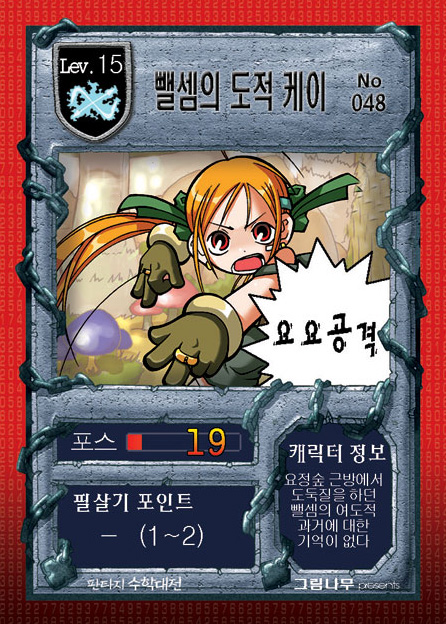 Lev. 15
뺄셈의 도적 케이
No
048
요요공격
포스 19
필살기 포인트
– (1~2)
캐릭터 정보
요정숲 근방에서
도둑질을 하던
뺄셈의 여도적
과거에 대한
기억이 없다
판타지 수학대전
그림나무 presents